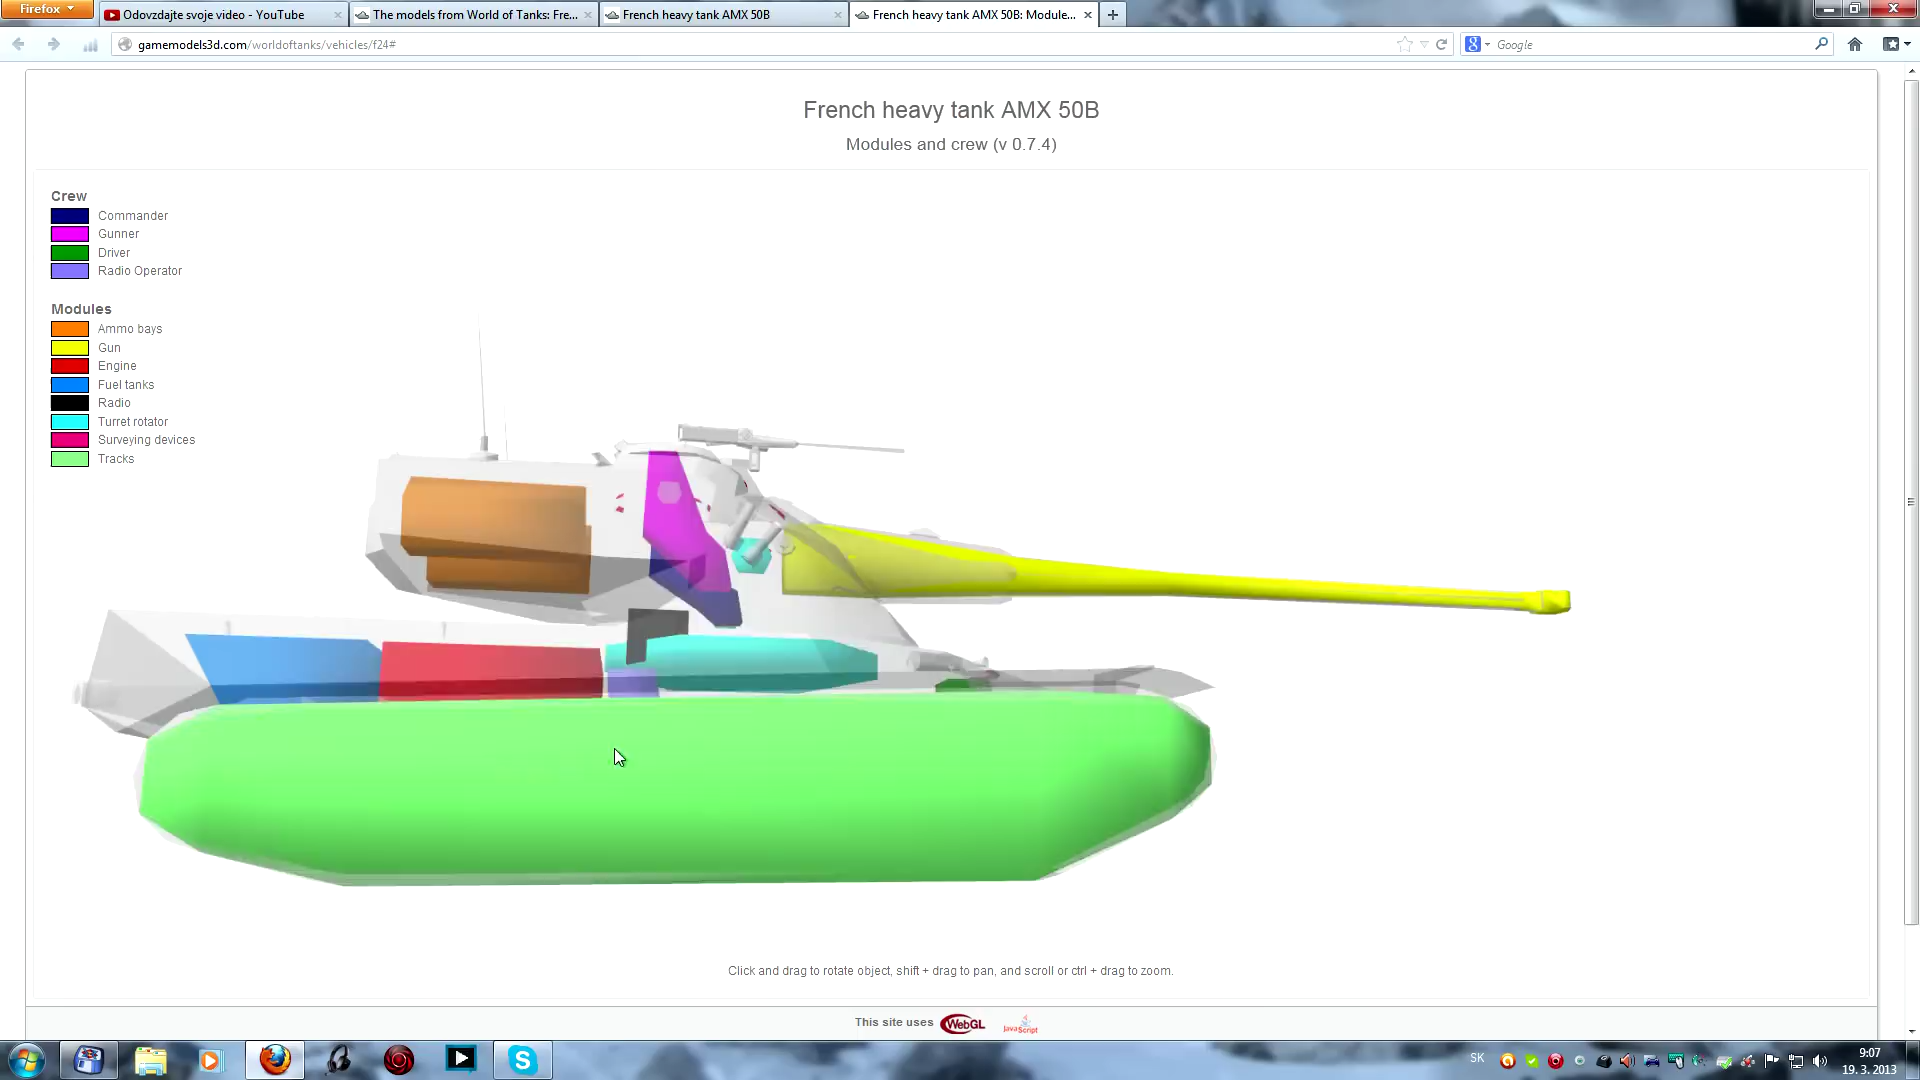 Firefox
Odovzdajte svoje video - YouTube
The models from World of Tanks: Fre...
French heavy tank AMX 50B
French heavy tank AMX 50B: Module...
gamemodels3d.com/worldoftanks/vehicles/f24#
Google
French heavy tank AMX 50B
Modules and crew (v 0.7.4)
Crew
Commander
Gunner
Driver
Radio Operator
Modules
Ammo bays
Gun
Engine
Fuel tanks
Radio
Turret rotator
Surveying devices
Tracks
Click and drag to rotate object, shift + drag to pan, and scroll or ctrl + drag to zoom.
This site uses WebGL JavaScript
SK
9:07
19. 3. 2013